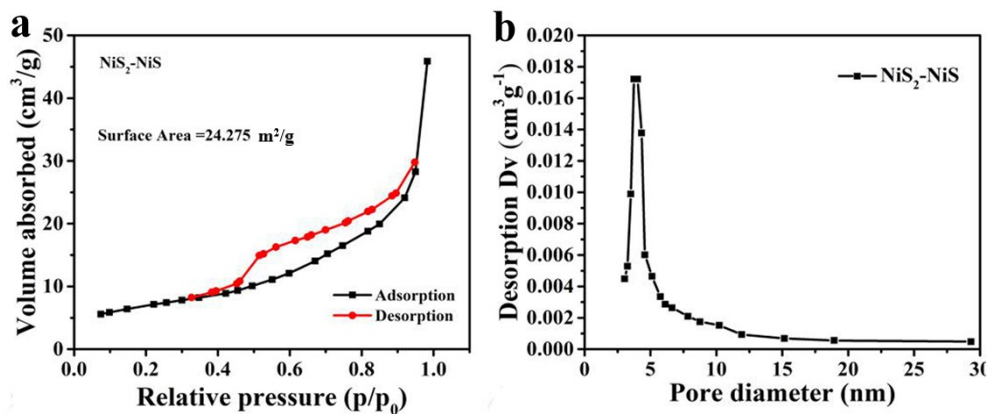 a
50
40
30
20
10
0
0.0 0.2 0.4 0.6 0.8 1.0
Volume absorbed (cm³/g)
Relative pressure (p/p₀)
NiS₂-NiS
Surface Area =24.275 m²/g
Adsorption
Desorption
b
0.020
0.018
0.016
0.014
0.012
0.010
0.008
0.006
0.004
0.002
0.000
0 5 10 15 20 25 30
Desorption Dv (cm³g⁻¹)
Pore diameter (nm)
NiS₂-NiS